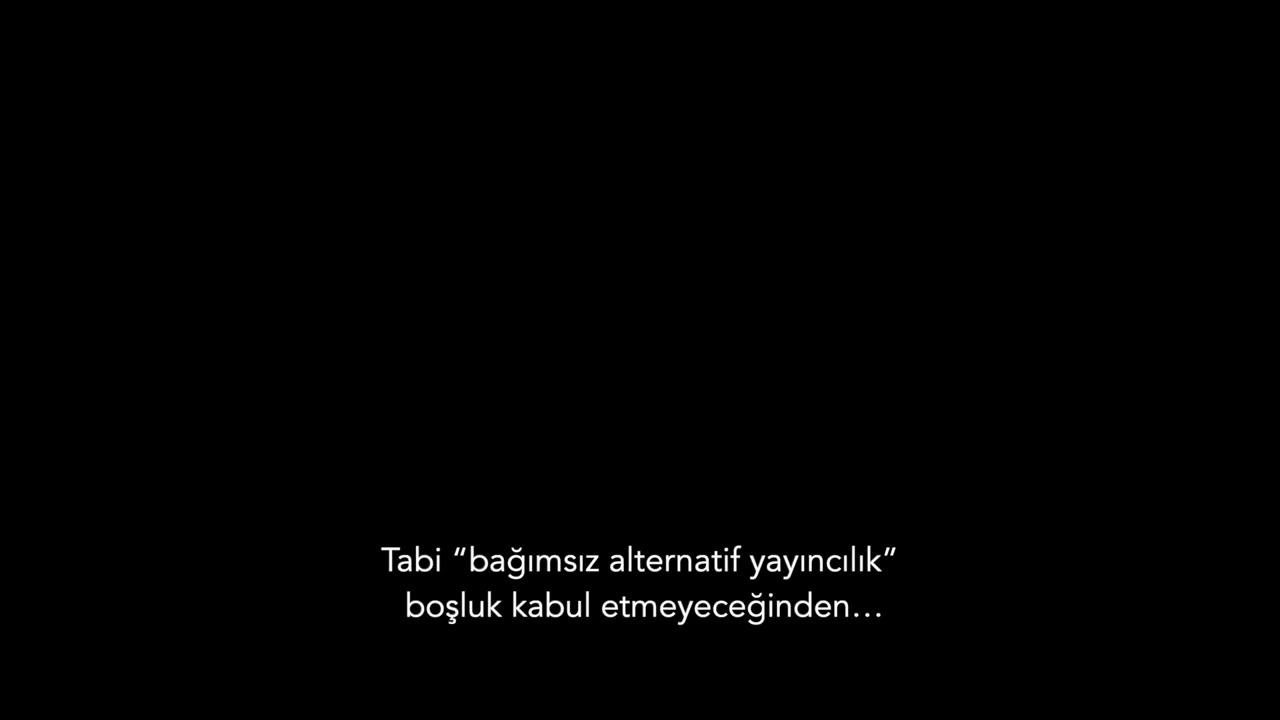 Tabi “bağımsız alternatif yayıncılık”
boşluk kabul etmeyeceğinden…